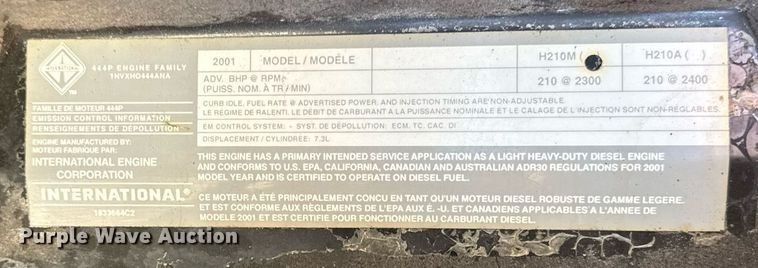 444P ENGINE FAMILY
1NVXH0444ANA
FAMILLE DE MOTEUR 444P
EMISSION CONTROL INFORMATION
RENSEIGNEMENTS DE DÉPOLLUTION
ENGINE MANUFACTURED BY:
MOTEUR FABRIQUÉ PAR:
INTERNATIONAL ENGINE
CORPORATION
INTERNATIONAL®
1833664C2
2001 MODEL / MODÈLE H210M ( ) H210A ( )
ADV. BHP @ RPM
(PUISS. NOM. À TR / MIN) 210 @ 2300 210 @ 2400
CURB IDLE, FUEL RATE @ ADVERTISED POWER, AND INJECTION TIMING ARE NON-ADJUSTABLE.
LE RÉGIME DE RALENTI. LE DÉBIT DE CARBURANT À LA PUISSANCE NOMINALE ET LE CALAGE DE L'INJECTION SONT NON-RÉGLABLES.
EM CONTROL SYSTEM: - SYST. DE DÉPOLLUTION: ECM, TC, CAC, DI
DISPLACEMENT / CYLINDRÉE: 7.3L
THIS ENGINE HAS A PRIMARY INTENDED SERVICE APPLICATION AS A LIGHT HEAVY-DUTY DIESEL ENGINE
AND CONFORMS TO U.S. EPA, CALIFORNIA, CANADIAN AND AUSTRALIAN ADR30 REGULATIONS FOR 2001
MODEL YEAR AND IS CERTIFIED TO OPERATE ON DIESEL FUEL.
CE MOTEUR A ÉTÉ PRINCIPALEMENT CONÇU EN TANT QU'UN MOTEUR DIESEL ROBUSTE DE GAMME LEGERE.
ET EST CONFORME AUX RÈGLEMENTS DE L'EPA AUX É. -U. ET CANADIENS APPLICABLES A L'ANNEE DE
MODELE 2001 ET EST CERTIFIE POUR FONCTIONNER AU CARBURANT DIESEL.
Purple Wave Auction